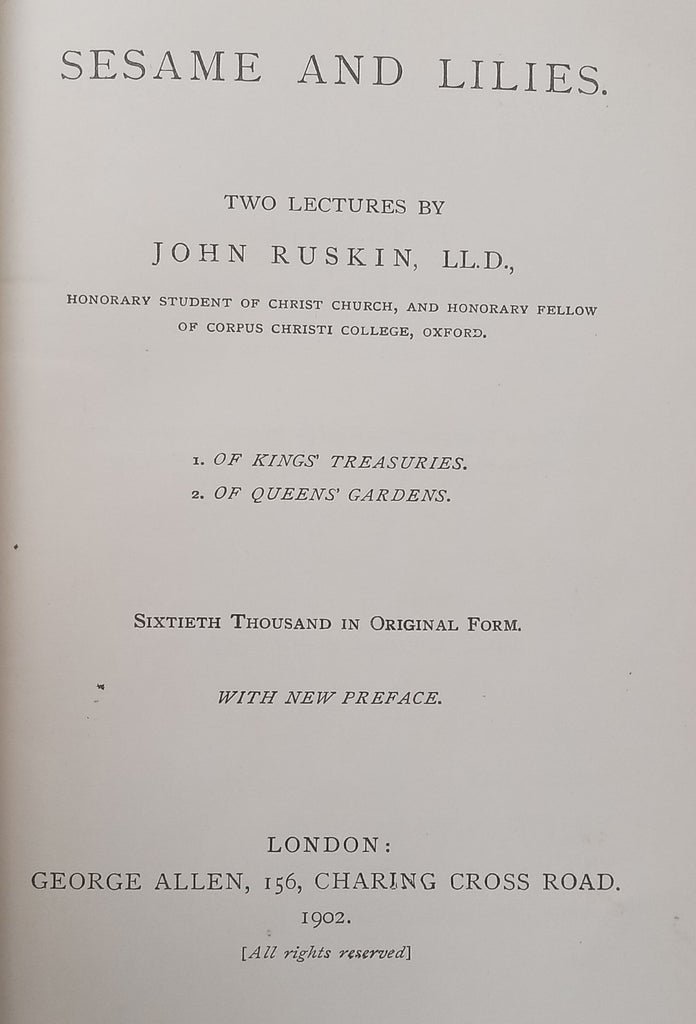 SESAME AND LILIES.
TWO LECTURES BY
JOHN RUSKIN, LL.D.,
HONORARY STUDENT OF CHRIST CHURCH, AND HONORARY FELLOW
OF CORPUS CHRISTI COLLEGE, OXFORD.
1. OF KINGS' TREASURIES.
2. OF QUEENS' GARDENS.
SIXTIETH THOUSAND IN ORIGINAL FORM.
WITH NEW PREFACE.
LONDON:
GEORGE ALLEN, 156, CHARING CROSS ROAD.
1902.
[All rights reserved]